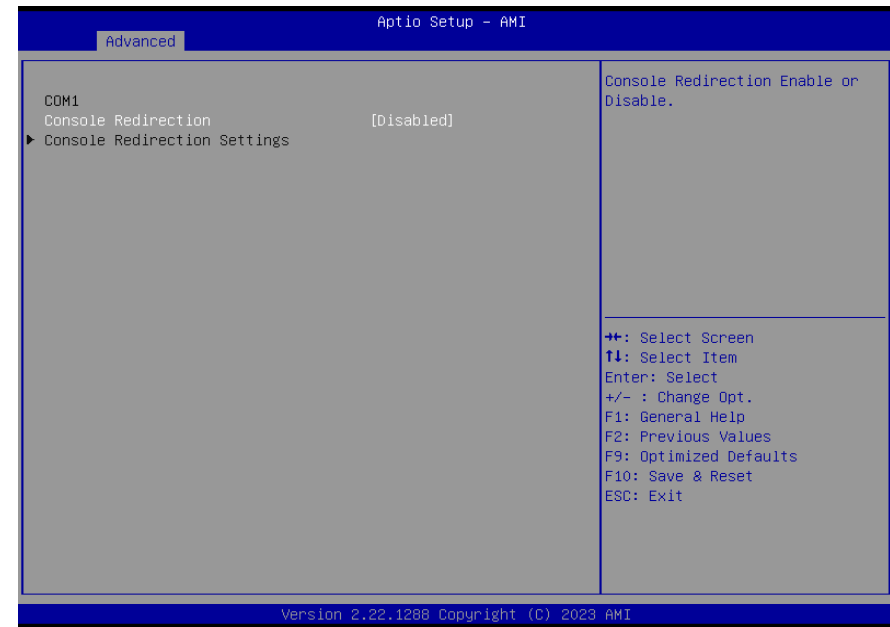 Aptio Setup – AMI
Advanced
COM1
Console Redirection [Disabled]
▶ Console Redirection Settings
Console Redirection Enable or
Disable.
→←: Select Screen
↑↓: Select Item
Enter: Select
+/- : Change Opt.
F1: General Help
F2: Previous Values
F9: Optimized Defaults
F10: Save & Reset
ESC: Exit
Version 2.22.1288 Copyright (C) 2023 AMI